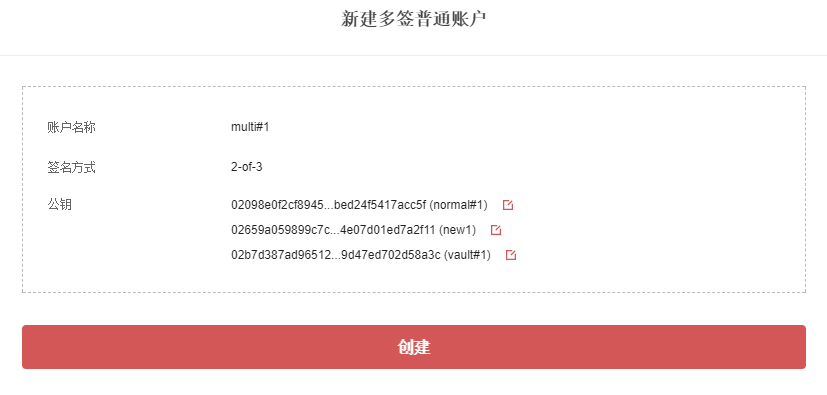 新建多签普通账户
账户名称 multi#1
签名方式 2-of-3
公钥 02098e0f2cf8945...bed24f5417acc5f (normal#1)
02659a059899c7c...4e07d01ed7a2f11 (new1)
02b7d387ad96512...9d47ed702d58a3c (vault#1)
创建